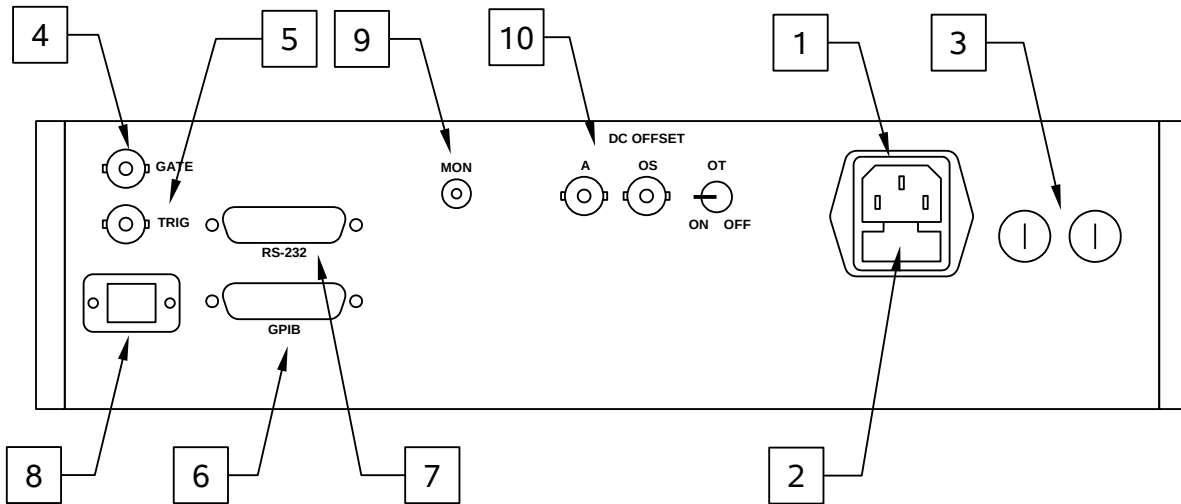 4
5
9
10
1
3
DC OFFSET
GATE
MON
A
OS
OT
TRIG
ON
OFF
RS-232
GPIB
8
6
7
2